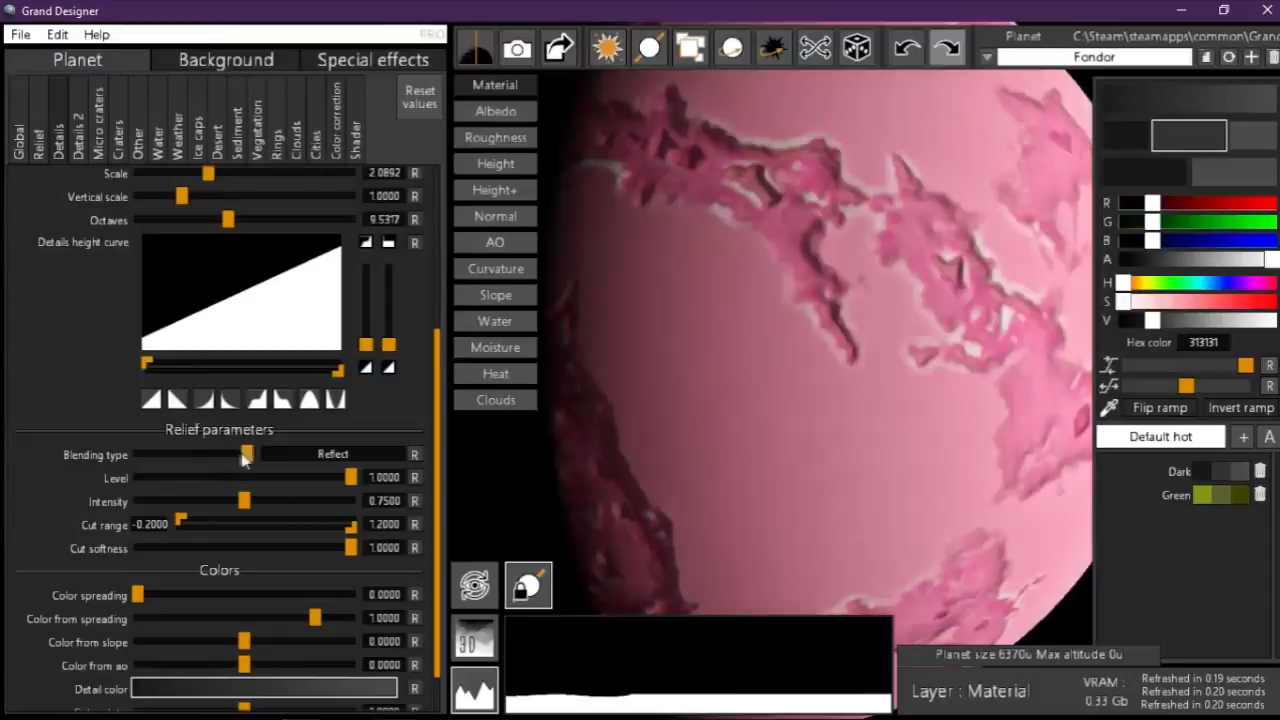 Grand Designer
File Edit Help
Planet Background Special effects
Global
Relief
Details
Details 2
Micro craters
Craters
Other
Water
Weather
Ice caps
Desert
Sediment
Vegetation
Rings
Clouds
Cities
Color correction
Shader
Reset values
Scale 2.0892 R
Vertical scale 1.0000 R
Octaves 9.5317 R
Details height curve R
Relief parameters
Blending type Reflect R
Level 1.0000 R
Intensity 0.7500 R
Cut range -0.2000 1.2000 R
Cut softness 1.0000 R
Colors
Color spreading 0.0000 R
Color from spreading 1.0000 R
Color from slope 0.0000 R
Color from ao 0.0000 R
Detail color R
Material
Albedo
Roughness
Height
Height+
Normal
AO
Curvature
Slope
Water
Moisture
Heat
Clouds
3D
Planet C:\Steam\steamapps\common\Gran
Fondor
R
G
B
A
H
S
V
Hex color 313131
R
R
Flip ramp Invert ramp
Default hot + A
Dark
Green
Planet size 6370u Max altitude 0u
Layer : Material
VRAM :
0.33 Gb
Refreshed in 0.19 seconds
Refreshed in 0.20 seconds
Refreshed in 0.20 seconds